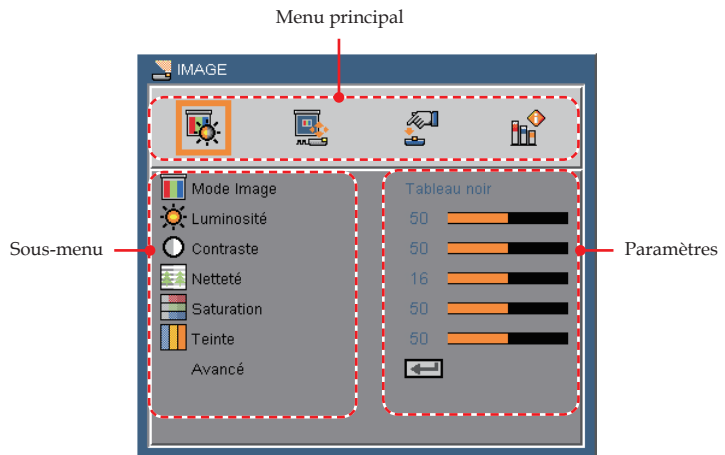 Menu principal
IMAGE
Mode Image Tableau noir
Luminosité 50
Contraste 50
Sous-menu
Paramètres
Netteté 16
Saturation 50
Teinte 50
Avancé